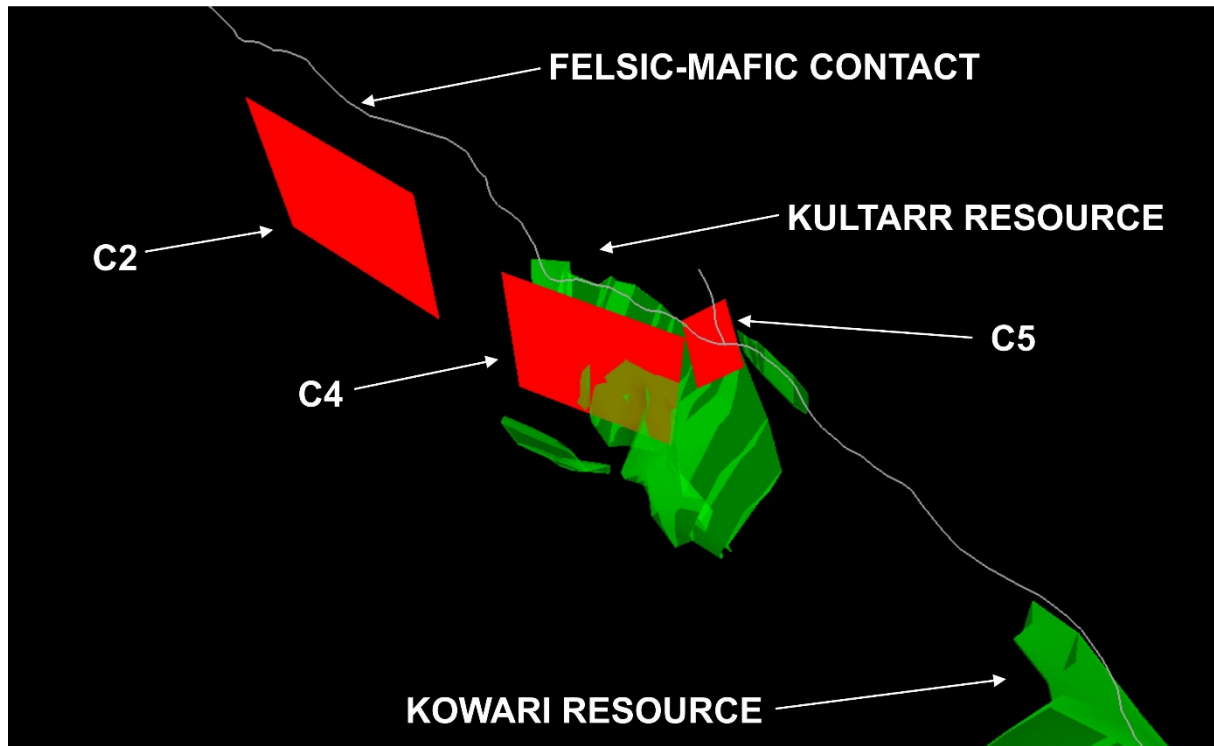 FELSIC-MAFIC CONTACT
KULTARR RESOURCE
C2
C5
C4
KOWARI RESOURCE